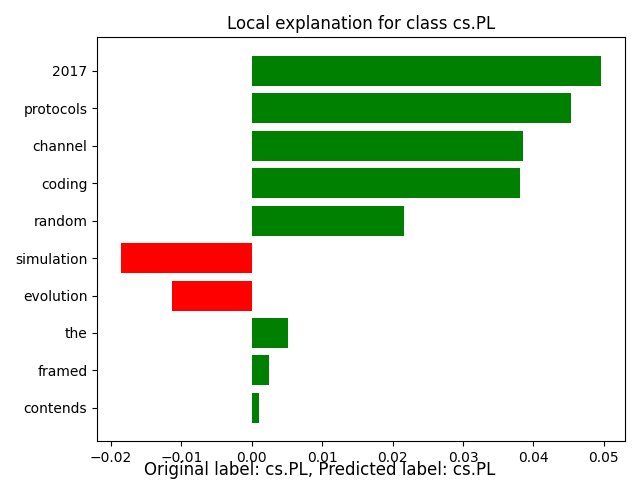 Local explanation for class cs.PL
2017
protocols
channel
coding
random
simulation
evolution
the
framed
contends
−0.02 −0.01 0.00 0.01 0.02 0.03 0.04 0.05
Original label: cs.PL, Predicted label: cs.PL